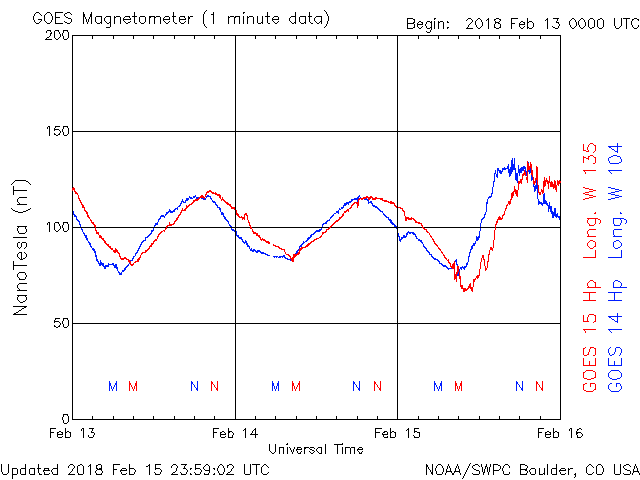 GOES Magnetometer (1 minute data)
Begin: 2018 Feb 13 0000 UTC
200
150
100
50
0
NanoTesla (nT)
M M N N M M N N M M N N
Feb 13 Feb 14 Feb 15 Feb 16
Universal Time
GOES 15 Hp Long. W 135
GOES 14 Hp Long. W 104
Updated 2018 Feb 15 23:59:02 UTC
NOAA/SWPC Boulder, CO USA